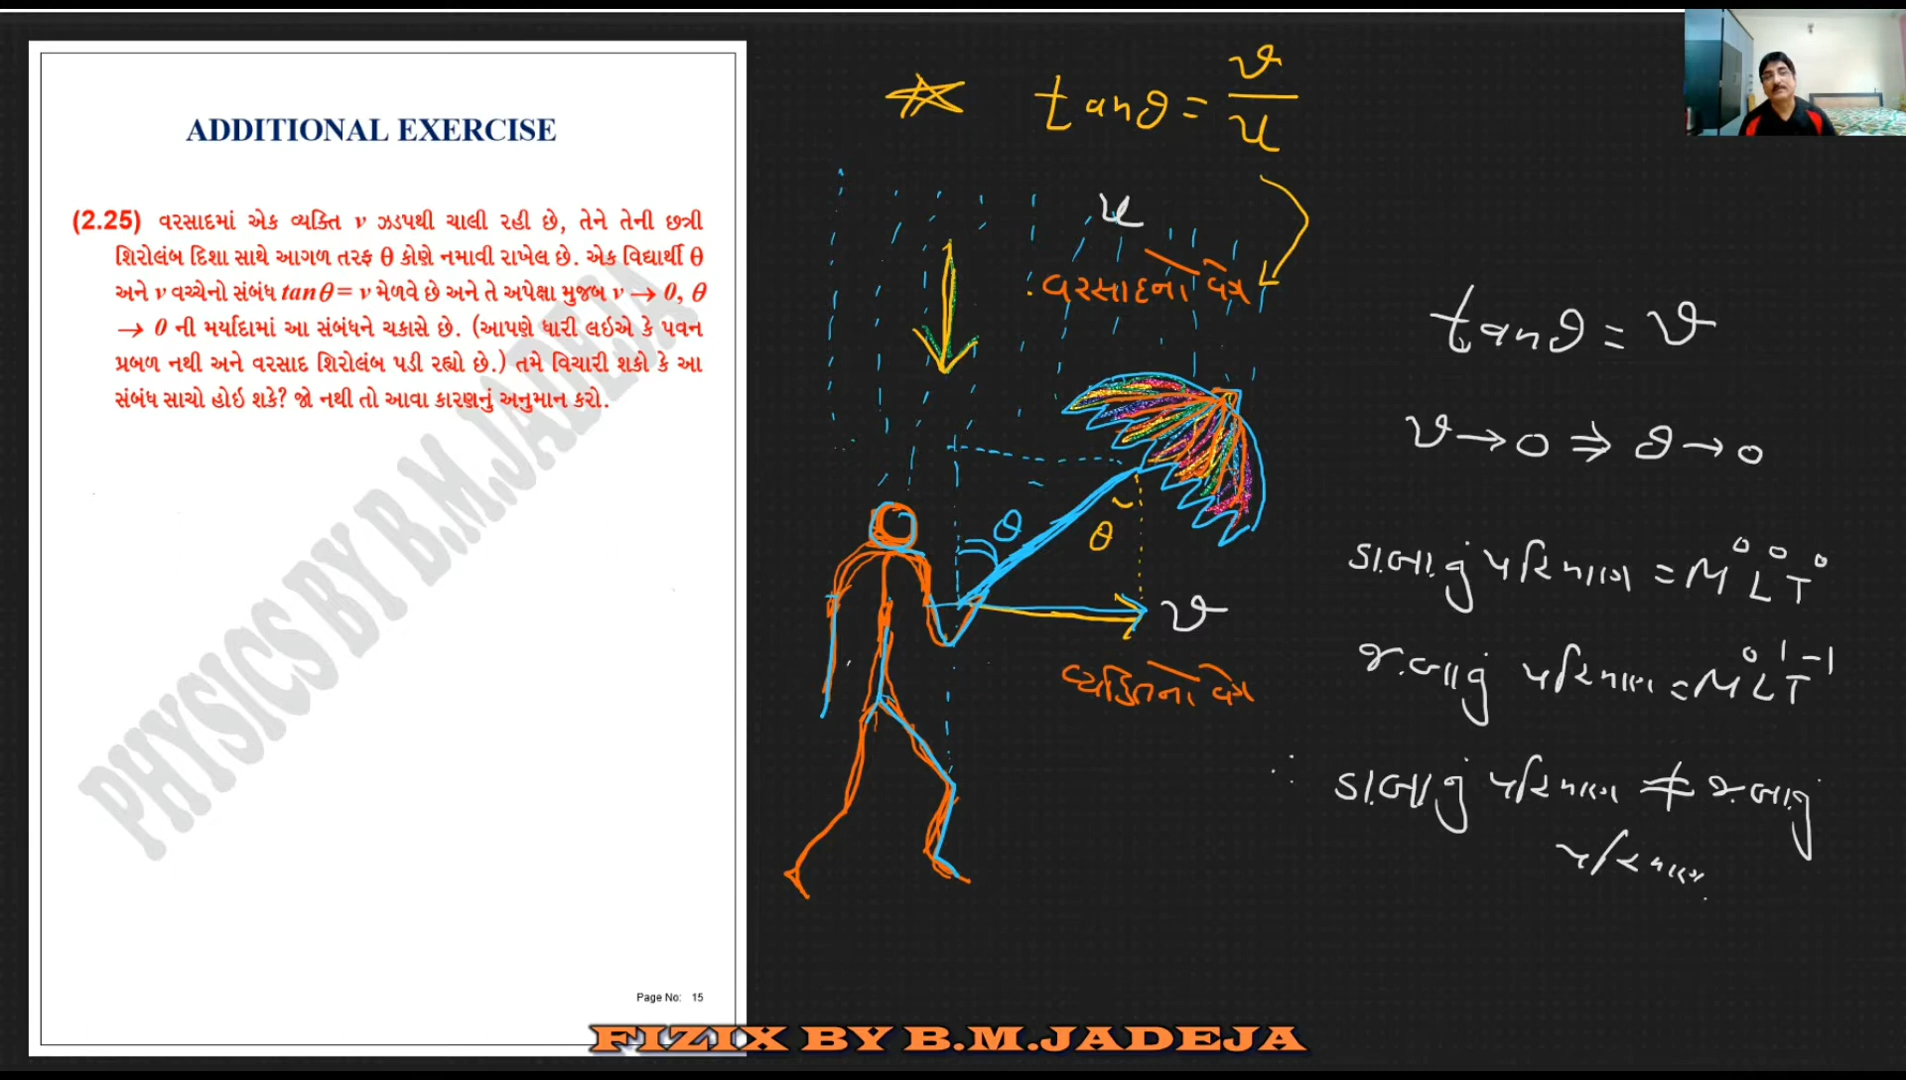 ADDITIONAL EXERCISE
(2.25) વરસાદમાં એક વ્યક્તિ v ઝડપથી ચાલી રહી છે, તેને તેની છત્રી
શિરોલંબ દિશા સાથે આગળ તરફ θ કોણે નમાવી રાખેલ છે. એક વિદ્યાર્થી θ
અને v વચ્ચેનો સંબંધ tanθ = v મેળવે છે અને તે અપેક્ષા મુજબ v → 0, θ
→ 0 ની મર્યાદામાં આ સંબંધને ચકાસે છે. (આપણે ધારી લઇએ કે પવન
પ્રબળ નથી અને વરસાદ શિરોલંબ પડી રહ્યો છે.) તમે વિચારી શકો કે આ
સંબંધ સાચો હોઇ શકે? જો નથી તો આવા કારણનું અનુમાન કરો.
PHYSICS BY B.M.JADEJA
Page No: 15
tanθ = v/u
u
વરસાદનો વેગ
θ
θ
v
વ્યક્તિનો વેગ
tanθ = v
v → 0 ⇒ θ → 0
ડા.બા.નું પરિમાણ = M⁰L⁰T⁰
જ.બા.નું પરિમાણ = M⁰L¹T⁻¹
∴ ડા.બા.નું પરિમાણ ≠ જ.બા.નું
પરિમાણ.
FIZIX BY B.M.JADEJA